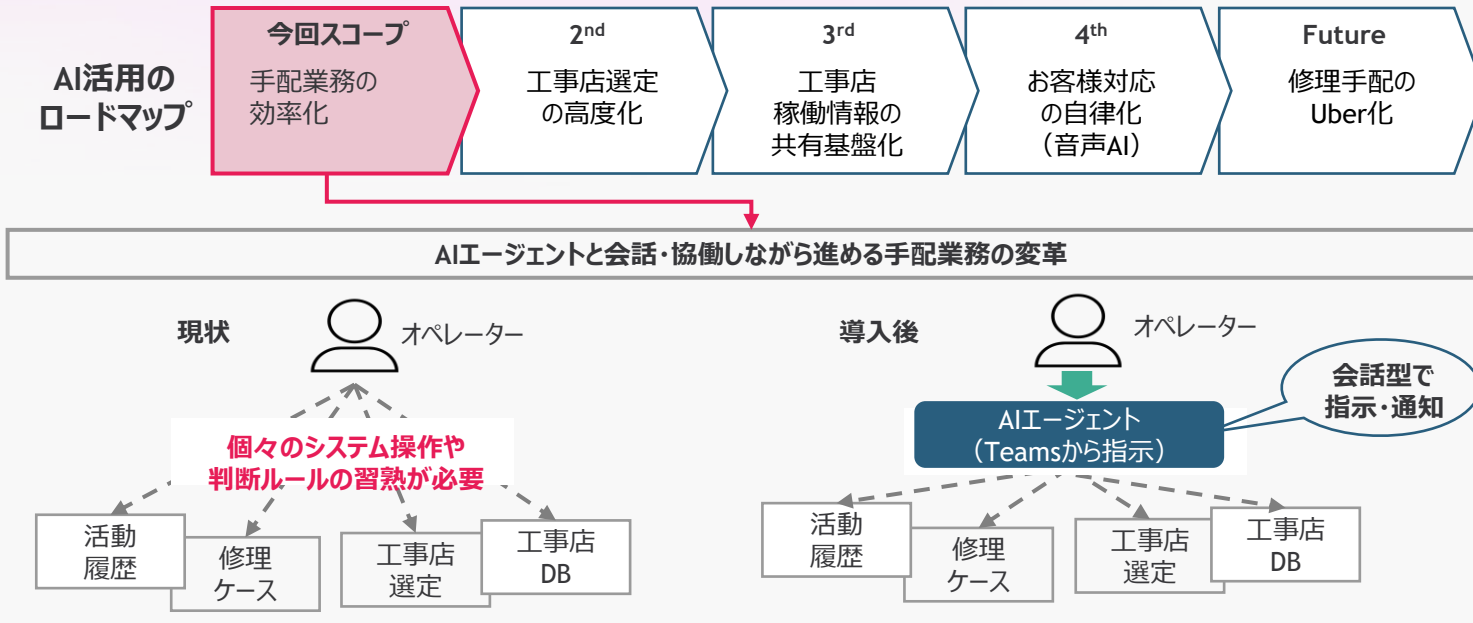 AI活用の
ロードマップ
今回スコープ
手配業務の
効率化
2nd
工事店選定
の高度化
3rd
工事店
稼働情報の
共有基盤化
4th
お客様対応
の自律化
（音声AI）
Future
修理手配の
Uber化
AIエージェントと会話・協働しながら進める手配業務の変革
現状
オペレーター
個々のシステム操作や
判断ルールの習熟が必要
活動
履歴
修理
ケース
工事店
選定
工事店
DB
導入後
オペレーター
会話型で
指示・通知
AIエージェント
（Teamsから指示）
活動
履歴
修理
ケース
工事店
選定
工事店
DB